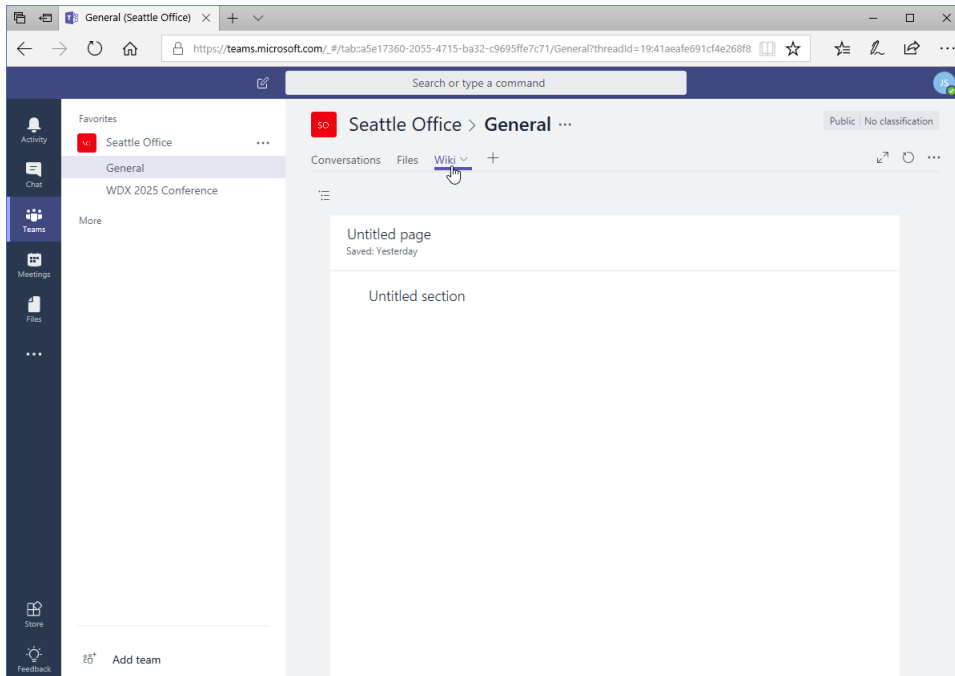 General (Seattle Office)
https://teams.microsoft.com/_#/tab::a5e17360-2055-4715-ba32-c9695ffe7c71/General?threadId=19:41aeafe691cf4e268f8
Search or type a command
JS
Activity
Chat
Teams
Meetings
Files
Store
Feedback
Favorites
Seattle Office
General
WDX 2025 Conference
More
Add team
SO
Seattle Office > General
Public | No classification
Conversations Files Wiki
Untitled page
Saved: Yesterday
Untitled section